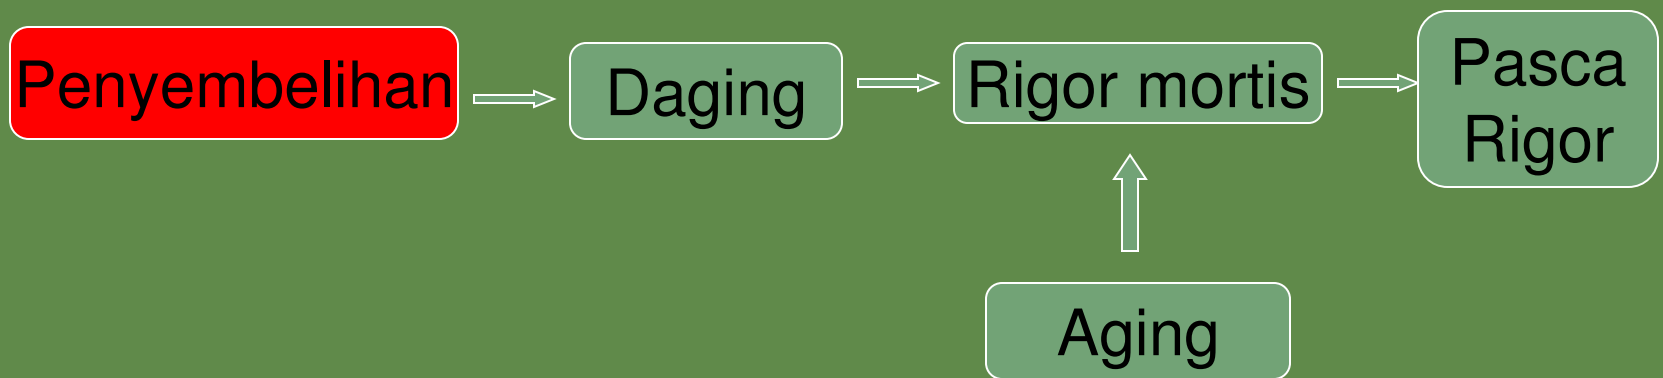 Penyembelihan
Daging
Rigor mortis
Pasca
Rigor
Aging